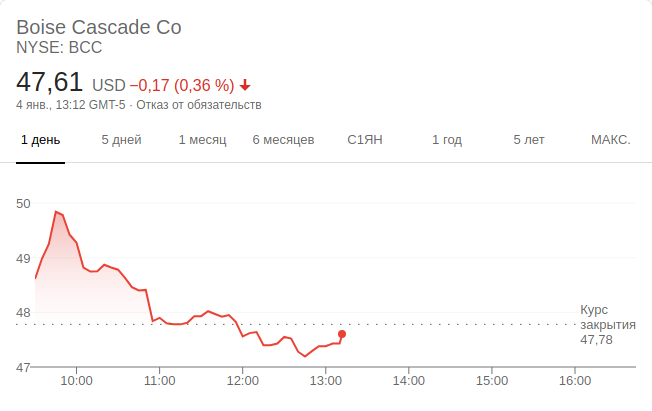 Boise Cascade Co
NYSE: BCC
47,61 USD −0,17 (0,36 %)
4 янв., 13:12 GMT-5 · Отказ от обязательств
1 день 5 дней 1 месяц 6 месяцев С1ЯН 1 год 5 лет МАКС.
50
49
48
47
Курс
закрытия
47,78
10:00 11:00 12:00 13:00 14:00 15:00 16:00